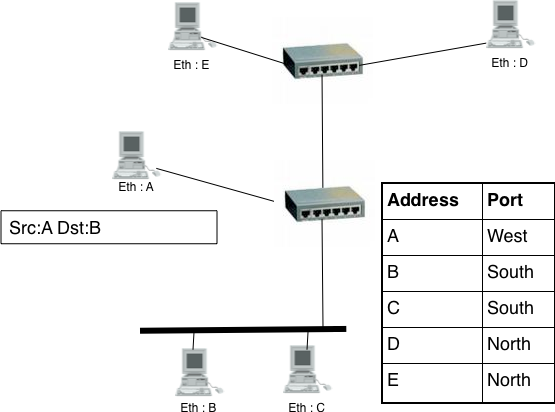 Eth : E
Eth : D
Eth : A
Src:A Dst:B
Address Port
A West
B South
C South
D North
E North
Eth : B
Eth : C